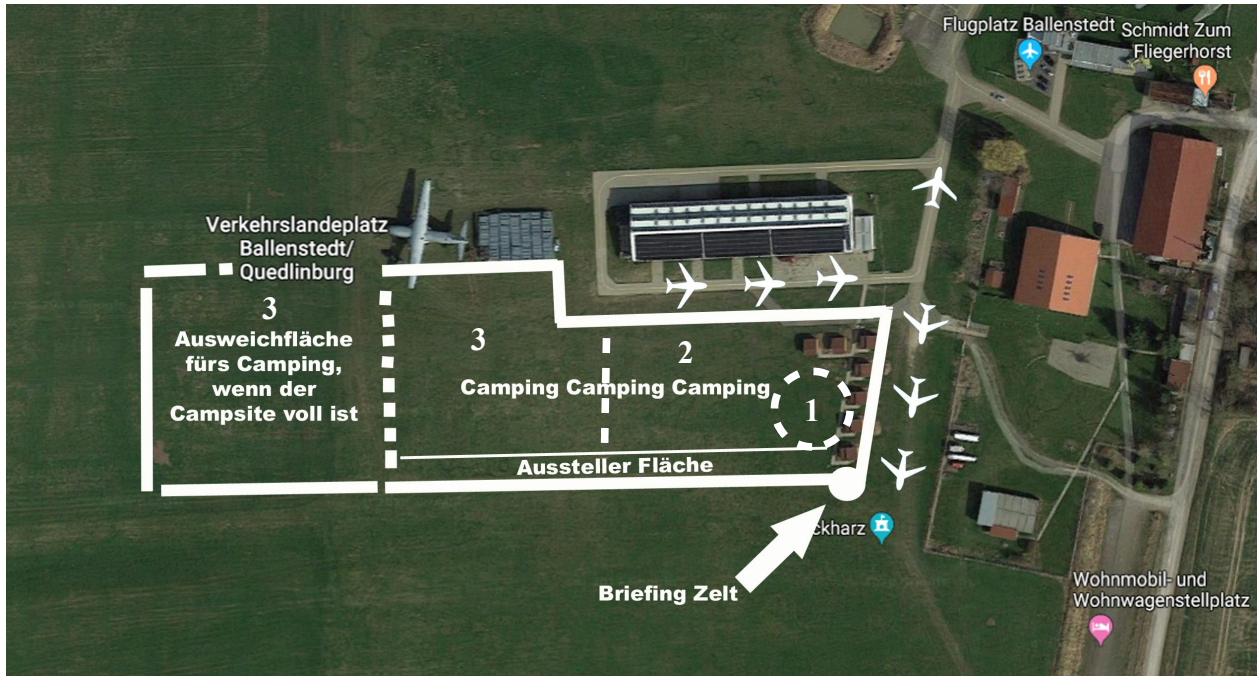 Flugplatz Ballenstedt
Schmidt Zum
Fliegerhorst
Verkehrslandeplatz
Ballenstedt/
Quedlinburg
3
Ausweichfläche
fürs Camping,
wenn der
Campsite voll ist
3
2
Camping Camping Camping
1
Aussteller Fläche
ckharz
Briefing Zelt
Wohnmobil- und
Wohnwagenstellplatz